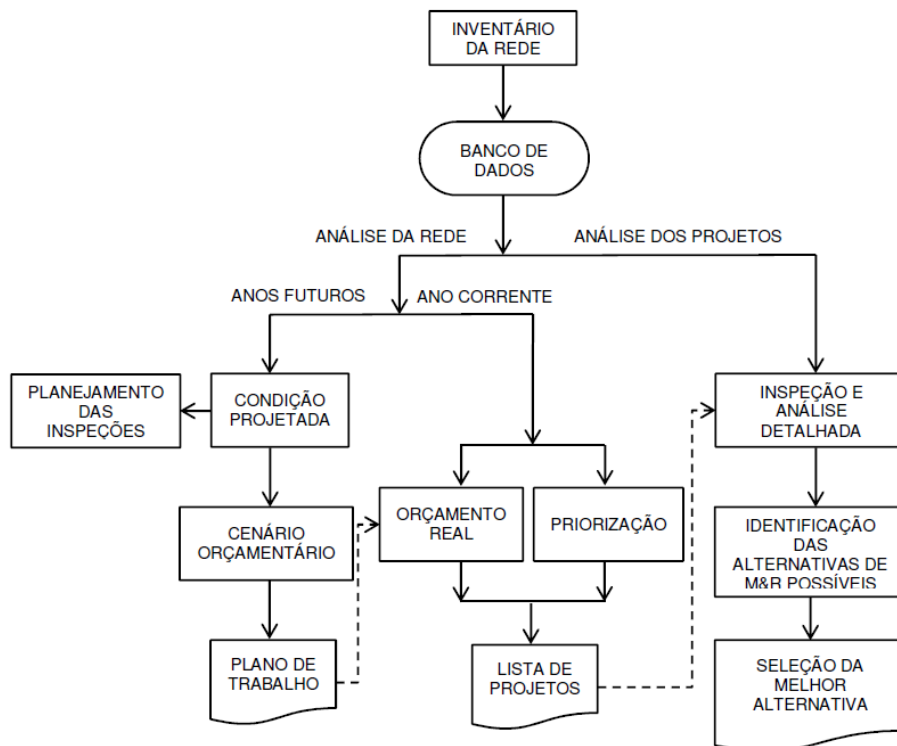 INVENTÁRIO
DA REDE
BANCO DE
DADOS
ANÁLISE DA REDE
ANÁLISE DOS PROJETOS
ANOS FUTUROS
ANO CORRENTE
PLANEJAMENTO
DAS
INSPEÇÕES
CONDIÇÃO
PROJETADA
INSPEÇÃO E
ANÁLISE
DETALHADA
CENÁRIO
ORÇAMENTÁRIO
ORÇAMENTO
REAL
PRIORIZAÇÃO
IDENTIFICAÇÃO
DAS
ALTERNATIVAS DE
M&R POSSÍVEIS
PLANO DE
TRABALHO
LISTA DE
PROJETOS
SELEÇÃO DA
MELHOR
ALTERNATIVA